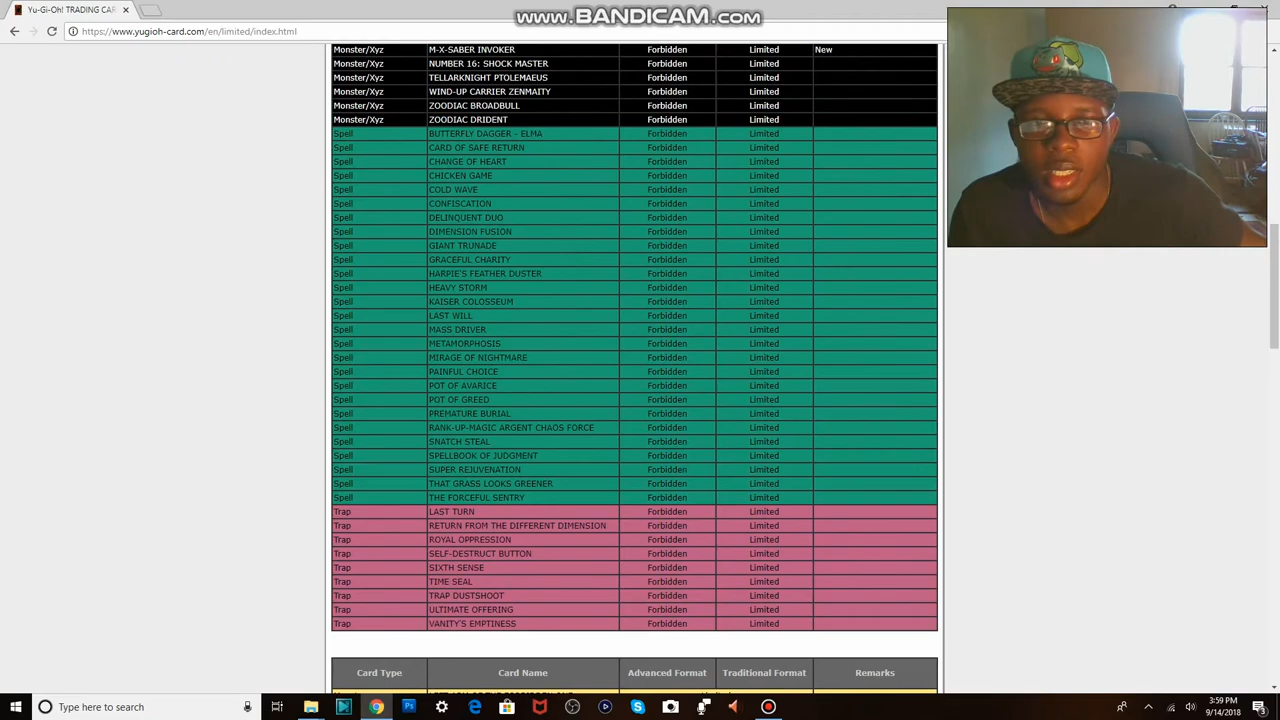 www.BANDICAM.com
Yu-Gi-Oh! TRADING CAR
https://www.yugioh-card.com/en/limited/index.html
Monster/Xyz M-X-SABER INVOKER Forbidden Limited New
Monster/Xyz NUMBER 16: SHOCK MASTER Forbidden Limited
Monster/Xyz TELLARKNIGHT PTOLEMAEUS Forbidden Limited
Monster/Xyz WIND-UP CARRIER ZENMAITY Forbidden Limited
Monster/Xyz ZOODIAC BROADBULL Forbidden Limited
Monster/Xyz ZOODIAC DRIDENT Forbidden Limited
Spell BUTTERFLY DAGGER - ELMA Forbidden Limited
Spell CARD OF SAFE RETURN Forbidden Limited
Spell CHANGE OF HEART Forbidden Limited
Spell CHICKEN GAME Forbidden Limited
Spell COLD WAVE Forbidden Limited
Spell CONFISCATION Forbidden Limited
Spell DELINQUENT DUO Forbidden Limited
Spell DIMENSION FUSION Forbidden Limited
Spell GIANT TRUNADE Forbidden Limited
Spell GRACEFUL CHARITY Forbidden Limited
Spell HARPIE'S FEATHER DUSTER Forbidden Limited
Spell HEAVY STORM Forbidden Limited
Spell KAISER COLOSSEUM Forbidden Limited
Spell LAST WILL Forbidden Limited
Spell MASS DRIVER Forbidden Limited
Spell METAMORPHOSIS Forbidden Limited
Spell MIRAGE OF NIGHTMARE Forbidden Limited
Spell PAINFUL CHOICE Forbidden Limited
Spell POT OF AVARICE Forbidden Limited
Spell POT OF GREED Forbidden Limited
Spell PREMATURE BURIAL Forbidden Limited
Spell RANK-UP-MAGIC ARGENT CHAOS FORCE Forbidden Limited
Spell SNATCH STEAL Forbidden Limited
Spell SPELLBOOK OF JUDGMENT Forbidden Limited
Spell SUPER REJUVENATION Forbidden Limited
Spell THAT GRASS LOOKS GREENER Forbidden Limited
Spell THE FORCEFUL SENTRY Forbidden Limited
Trap LAST TURN Forbidden Limited
Trap RETURN FROM THE DIFFERENT DIMENSION Forbidden Limited
Trap ROYAL OPPRESSION Forbidden Limited
Trap SELF-DESTRUCT BUTTON Forbidden Limited
Trap SIXTH SENSE Forbidden Limited
Trap TIME SEAL Forbidden Limited
Trap TRAP DUSTSHOOT Forbidden Limited
Trap ULTIMATE OFFERING Forbidden Limited
Trap VANITY'S EMPTINESS Forbidden Limited
Card Type Card Name Advanced Format Traditional Format Remarks
Type here to search
3:59 PM
9/14/2018